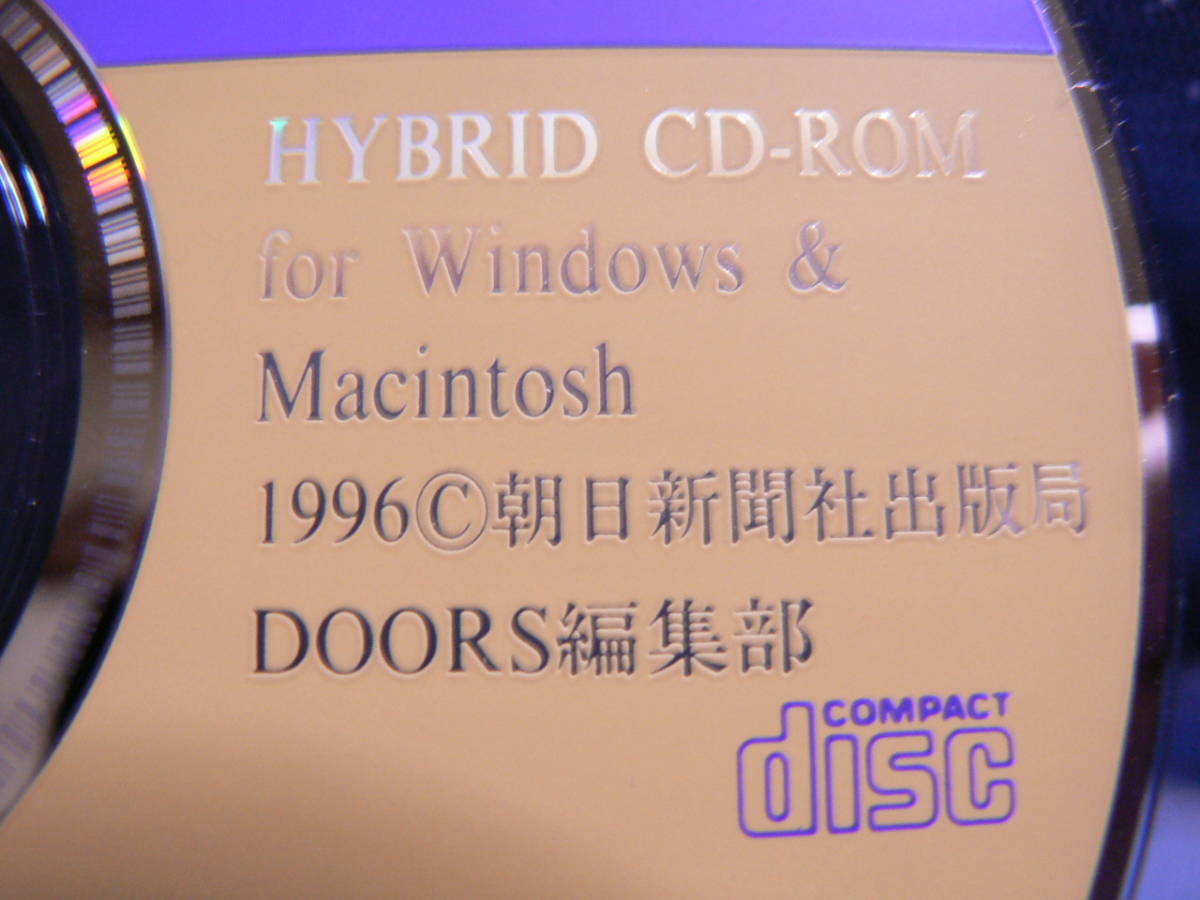 HYBRID CD-ROM
for Windows &
Macintosh
1996©朝日新聞社出版局
DOORS編集部
COMPACT
disc